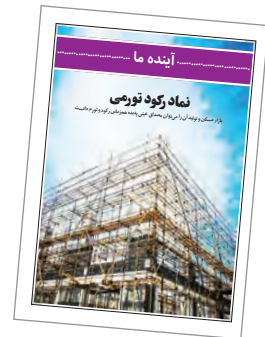 آینده ما
نماد رکود تورمی
بازار مسکن و تولید آن را می‌توان مصداق عینی پدیده همزمانی رکود و تورم دانست